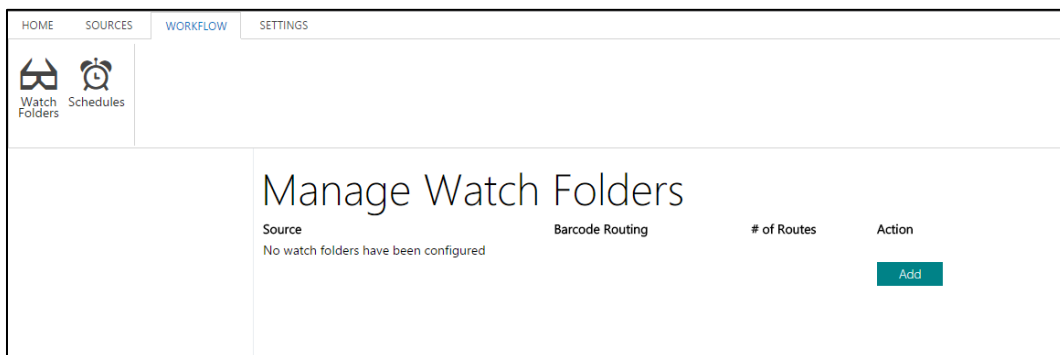 HOME SOURCES WORKFLOW SETTINGS
Watch Schedules
Folders
Manage Watch Folders
Source Barcode Routing # of Routes Action
No watch folders have been configured
Add